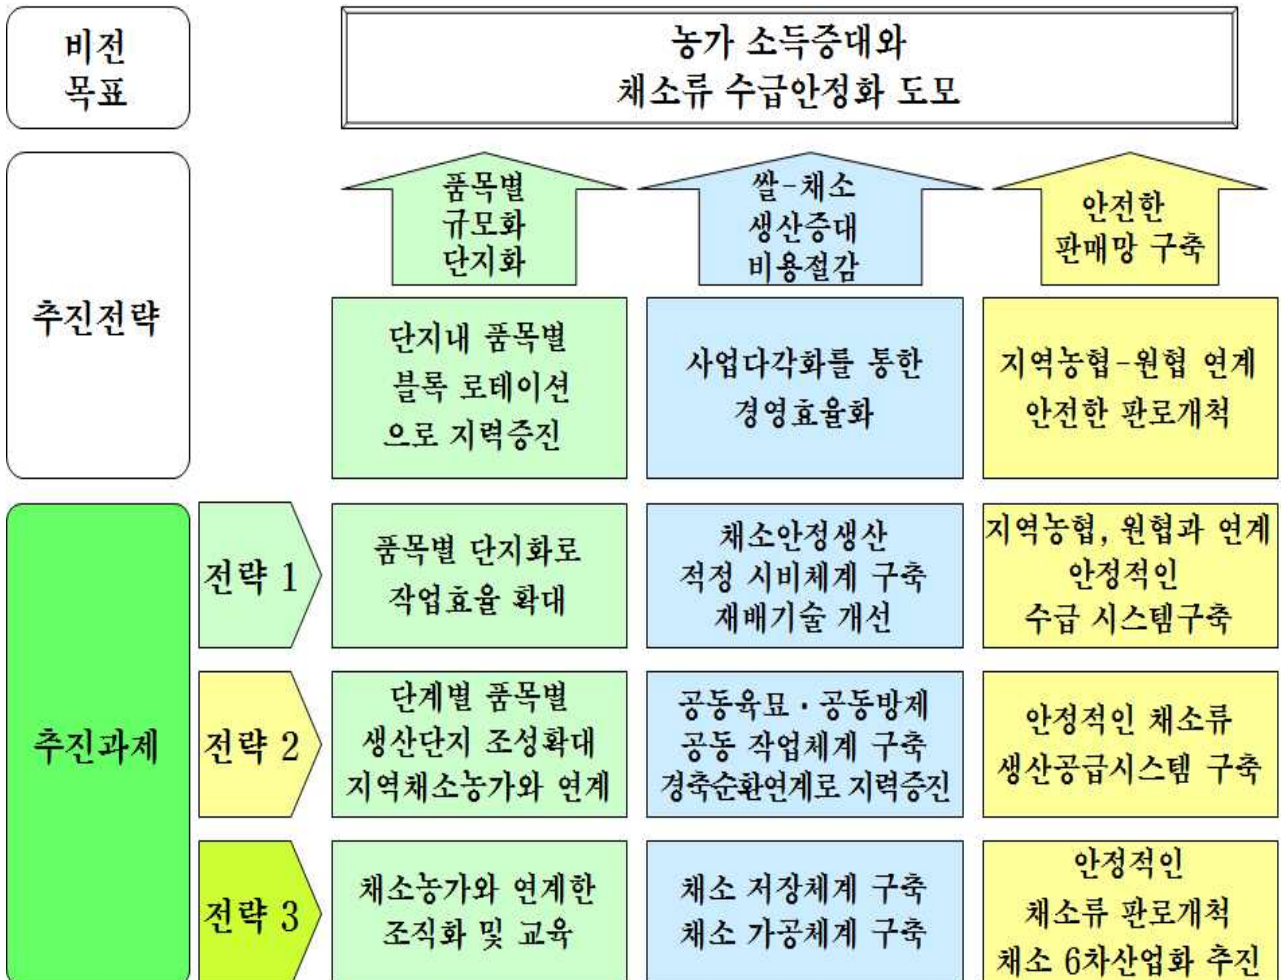 비전
목표
농가 소득증대와
채소류 수급안정화 도모
추진전략
품목별
규모화
단지화
쌀-채소
생산증대
비용절감
안전한
판매망 구축
단지내 품목별
블록 로테이션
으로 지력증진
사업다각화를 통한
경영효율화
지역농협-원협 연계
안전한 판로개척
추진과제
전략 1
품목별 단지화로
작업효율 확대
채소안정생산
적정 시비체계 구축
재배기술 개선
지역농협, 원협과 연계
안정적인
수급 시스템구축
전략 2
단계별 품목별
생산단지 조성확대
지역채소농가와 연계
공동육묘·공동방제
공동 작업체계 구축
경축순환연계로 지력증진
안정적인 채소류
생산공급시스템 구축
전략 3
채소농가와 연계한
조직화 및 교육
채소 저장체계 구축
채소 가공체계 구축
안정적인
채소류 판로개척
채소 6차산업화 추진